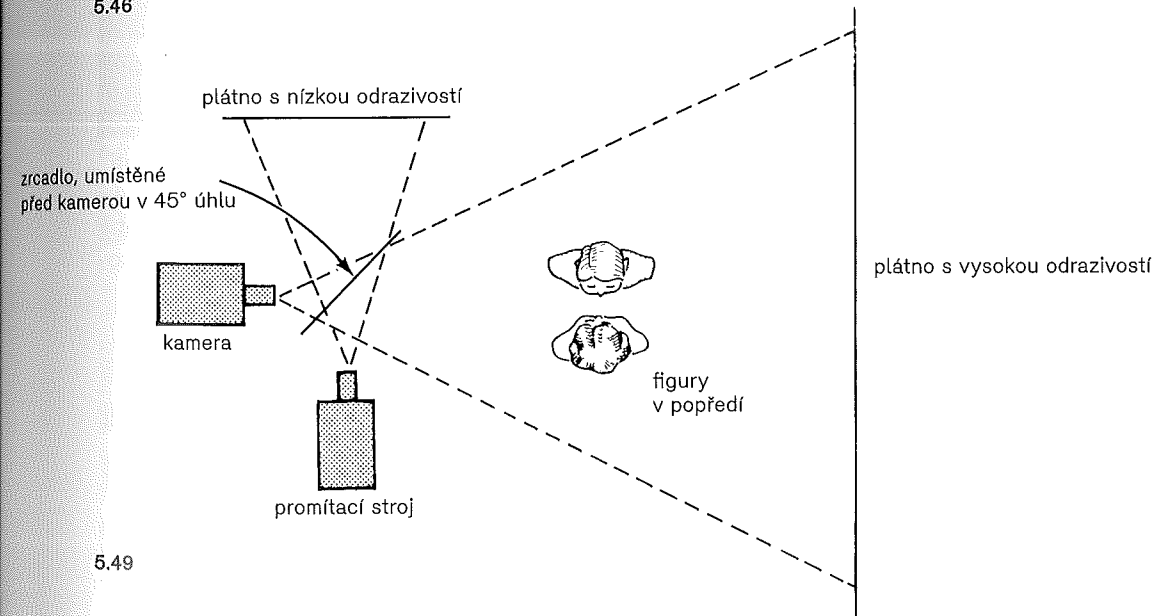 5.46
plátno s nízkou odrazivostí
zrcadlo, umístěné
před kamerou v 45° úhlu
plátno s vysokou odrazivostí
kamera
figury
v popředí
promítací stroj
5.49